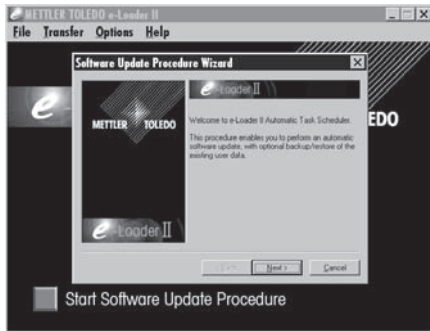 METTLER TOLEDO e-Loader II
File Transfer Options Help
Software Update Procedure Wizard
e-Loader II
METTLER TOLEDO
Welcome to e-Loader II Automatic Task Scheduler.
This procedure enables you to perform an automatic
software update, with optional backup/restore of the
existing user data.
e-Loader II
< Back
Next >
Cancel
e
EDO
Start Software Update Procedure